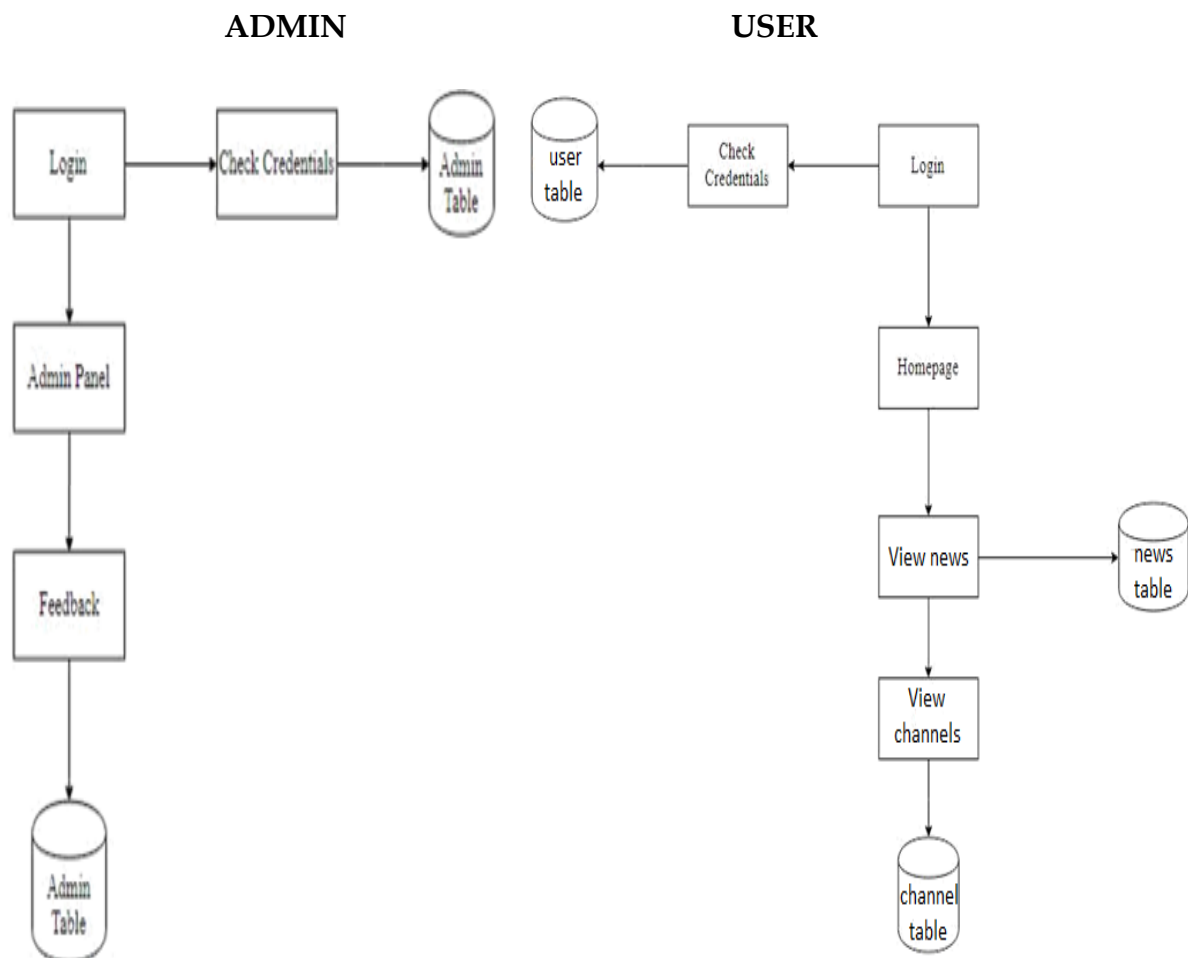 ADMIN
Login
Check Credentials
Admin
Table
Admin Panel
Feedback
Admin
Table
USER
user
table
Check
Credentials
Login
Homepage
View news
news
table
View
channels
channel
table